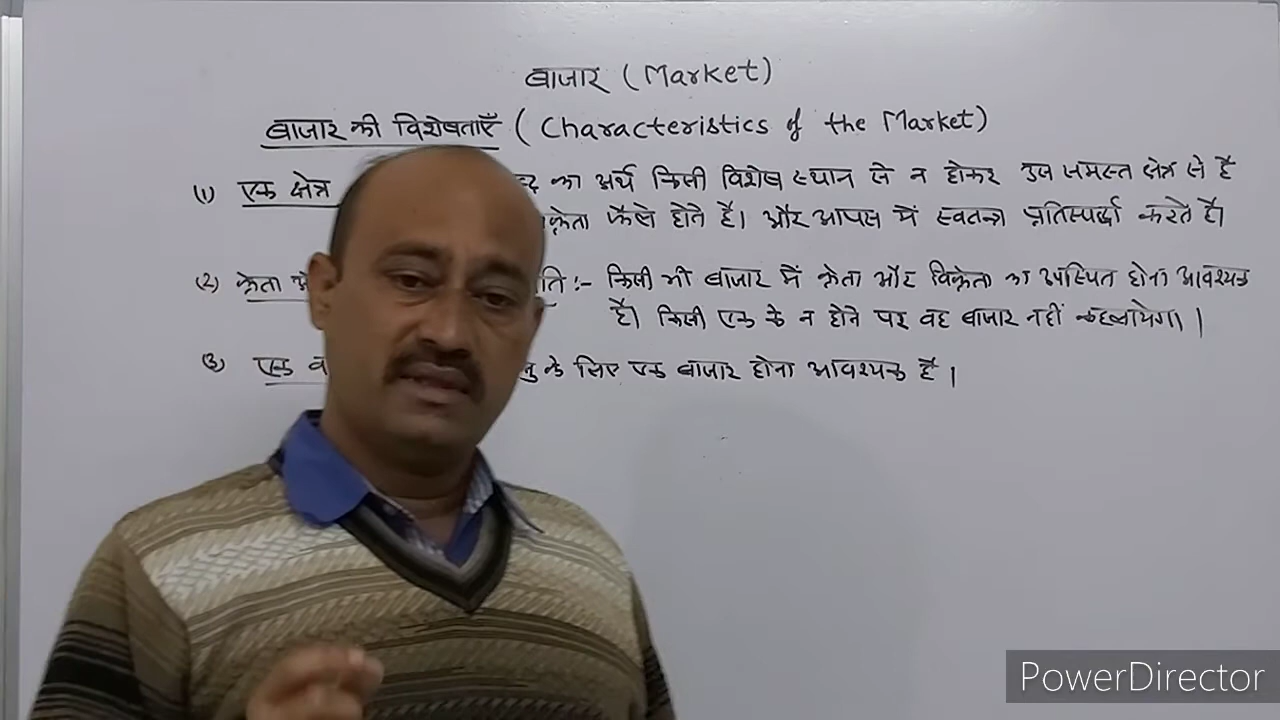 बाजार (Market)
बाजार की विशेषताएँ (Characteristics of the Market)
(1) एक क्षेत्र का अर्थ किसी विशेष स्थान से न होकर उस समस्त क्षेत्र से है
फैले होते है। और आपस में स्वतन्त्र प्रतिस्पर्द्धा करते है।
(2) क्रेता :- किसी भी बाजार में क्रेता और विक्रेता का उपस्थित होना आवश्यक
है। किसी एक के न होने पर वह बाजार नहीं कहलायेगा।
(3) एक के लिए एक बाजार होना आवश्यक है।
PowerDirector